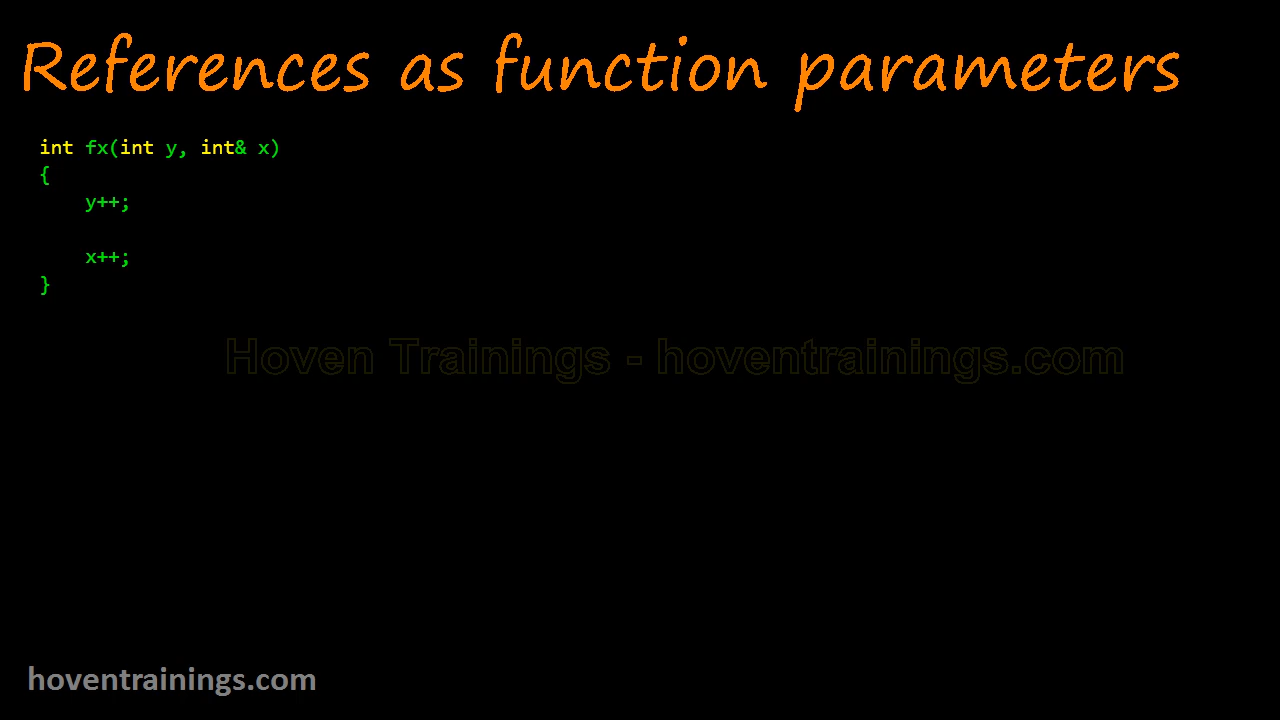 References as function parameters
int fx(int y, int& x)
{
    y++;
    x++;
}
Hoven Trainings - hoventrainings.com
hoventrainings.com